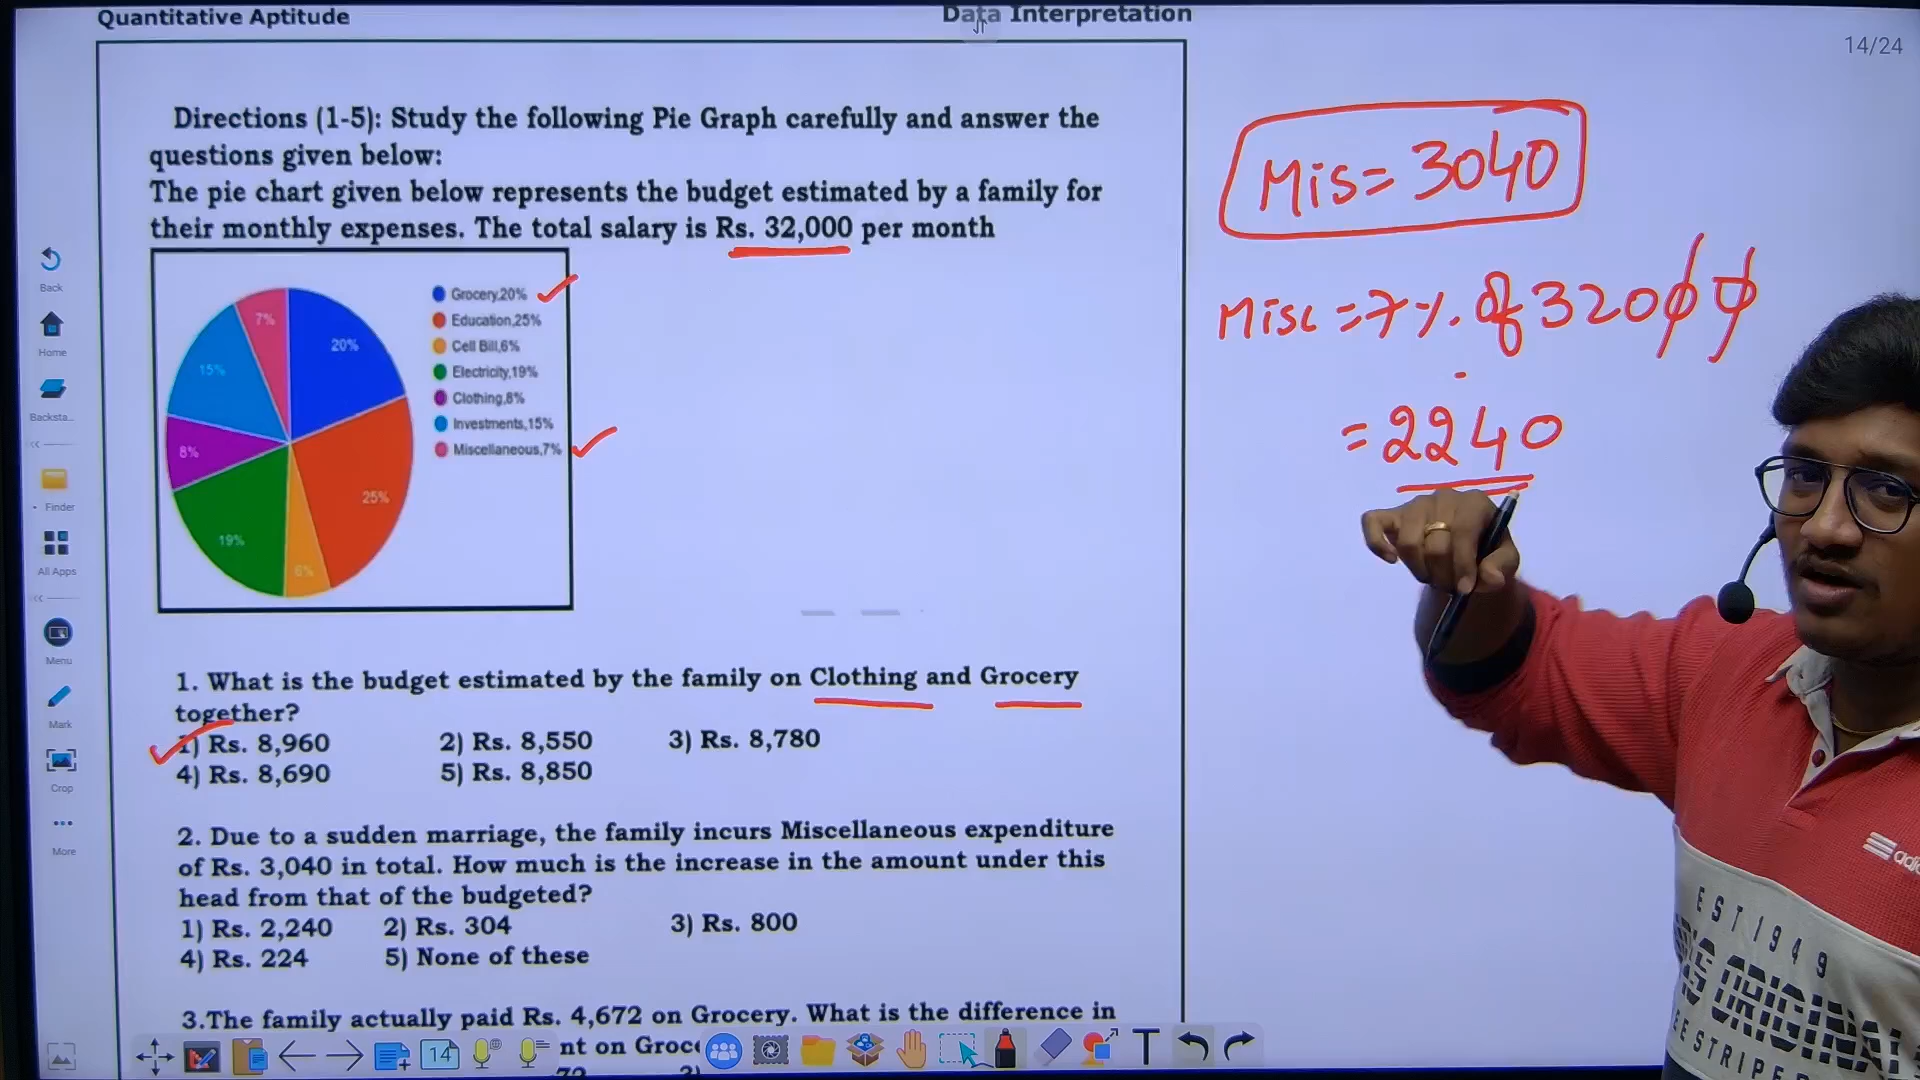 Quantitative Aptitude
Data Interpretation
14/24
Directions (1-5): Study the following Pie Graph carefully and answer the
questions given below:
The pie chart given below represents the budget estimated by a family for
their monthly expenses. The total salary is Rs. 32,000 per month
Grocery,20%
Education,25%
Cell Bill,6%
Electricity,19%
Clothing,8%
Investments,15%
Miscellaneous,7%
7%
20%
15%
8%
25%
19%
6%
Mis = 3040
Misc = 7 %. of 32000
= 2240
1. What is the budget estimated by the family on Clothing and Grocery
together?
1) Rs. 8,960 2) Rs. 8,550 3) Rs. 8,780
4) Rs. 8,690 5) Rs. 8,850
2. Due to a sudden marriage, the family incurs Miscellaneous expenditure
of Rs. 3,040 in total. How much is the increase in the amount under this
head from that of the budgeted?
1) Rs. 2,240 2) Rs. 304 3) Rs. 800
4) Rs. 224 5) None of these
3.The family actually paid Rs. 4,672 on Grocery. What is the difference in
nt on Groc
Back
Home
Backsta...
Finder
All Apps
Menu
Mark
Crop
More
14
T
EST 1949
ORIGINAL
STRIPE